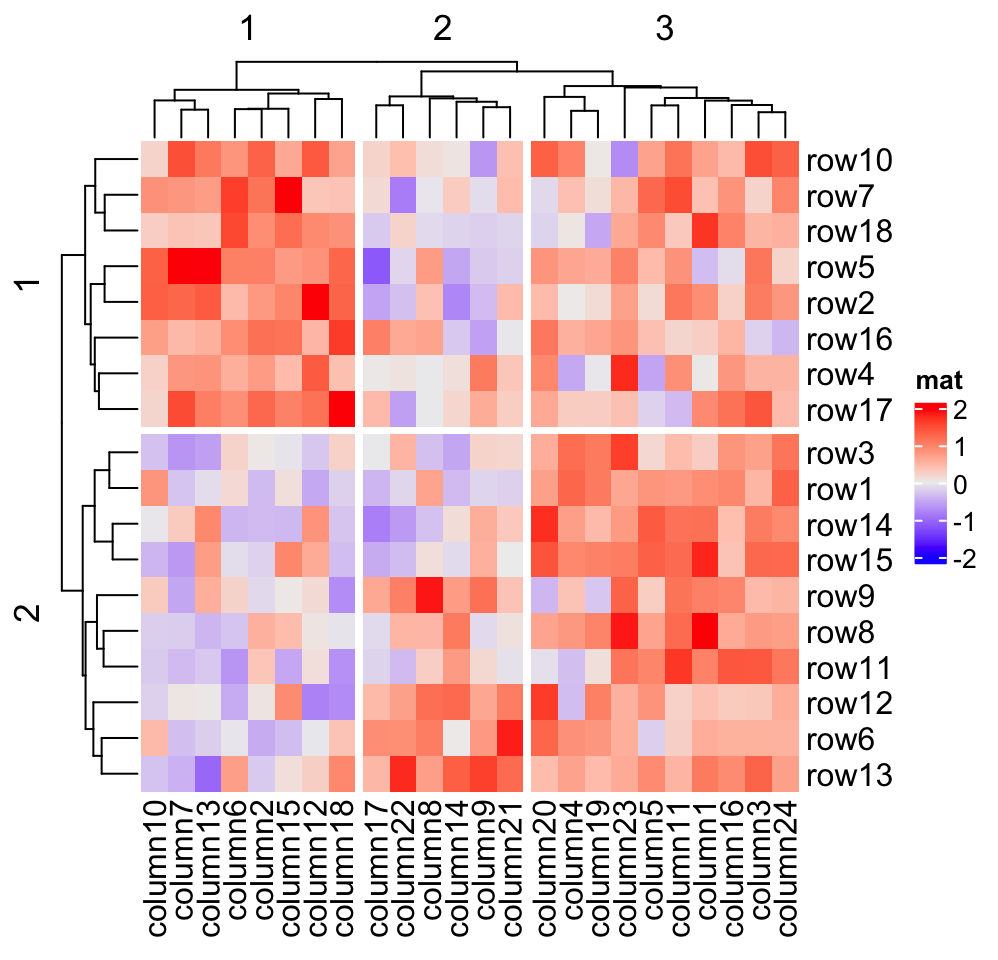 1 2 3
1
2
row10
row7
row18
row5
row2
row16
row4
row17
row3
row1
row14
row15
row9
row8
row11
row12
row6
row13
mat
2
1
0
-1
-2
column10
column7
column13
column6
column2
column15
column12
column18
column17
column22
column8
column14
column9
column21
column20
column4
column19
column23
column5
column11
column1
column16
column3
column24